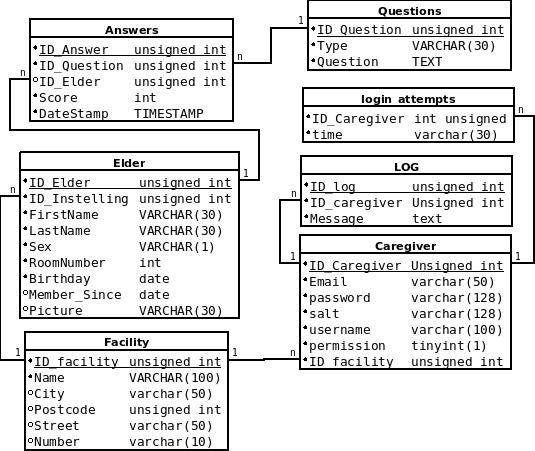 Answers
ID_Answer unsigned int
ID_Question unsigned int
ID_Elder unsigned int
Score int
DateStamp TIMESTAMP
n
n
1
Questions
ID_Question unsigned int
Type VARCHAR(30)
Question TEXT
login attempts
ID_Caregiver int unsigned
time varchar(30)
n
Elder
ID_Elder unsigned int
ID_Instelling unsigned int
FirstName VARCHAR(30)
LastName VARCHAR(30)
Sex VARCHAR(1)
RoomNumber int
Birthday date
Member_Since date
Picture VARCHAR(30)
1
n
LOG
ID_log unsigned int
ID_caregiver Unsigned int
Message text
n
Caregiver
ID_Caregiver Unsigned int
Email varchar(50)
password varchar(128)
salt varchar(128)
username varchar(100)
permission tinyint(1)
ID_facility unsigned int
1
1
n
Facility
ID_facility unsigned int
Name VARCHAR(100)
City varchar(50)
Postcode unsigned int
Street varchar(50)
Number varchar(10)
1
1